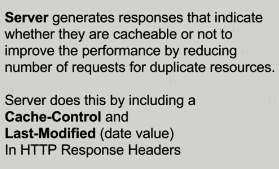 Server generates responses that indicate
whether they are cacheable or not to
improve the performance by reducing
number of requests for duplicate resources.
Server does this by including a
Cache-Control and
Last-Modified (date value)
In HTTP Response Headers